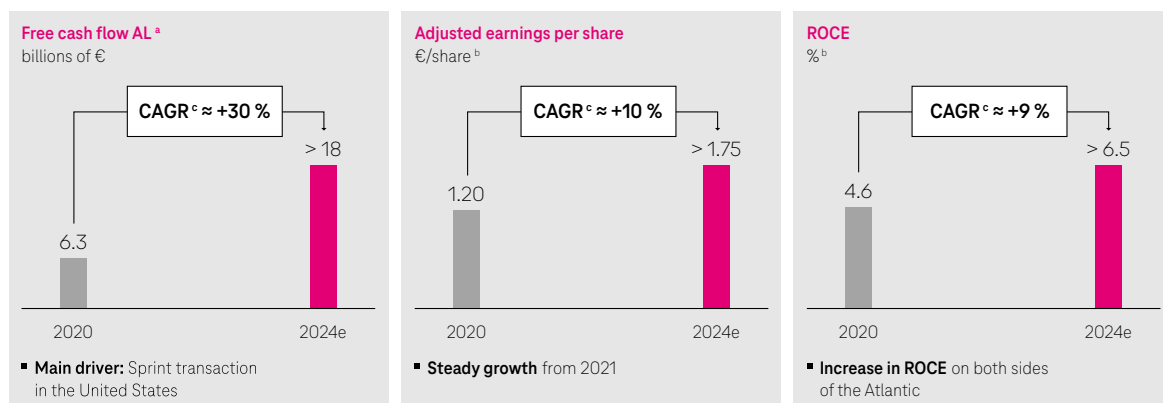 Free cash flow AL ᵃ
billions of €
CAGR ᶜ ≈ +30 %
> 18
6.3
2020
2024e
▪ Main driver: Sprint transaction
in the United States
Adjusted earnings per share
€/share ᵇ
CAGR ᶜ ≈ +10 %
> 1.75
1.20
2020
2024e
▪ Steady growth from 2021
ROCE
% ᵇ
CAGR ᶜ ≈ +9 %
> 6.5
4.6
2020
2024e
▪ Increase in ROCE on both sides
of the Atlantic